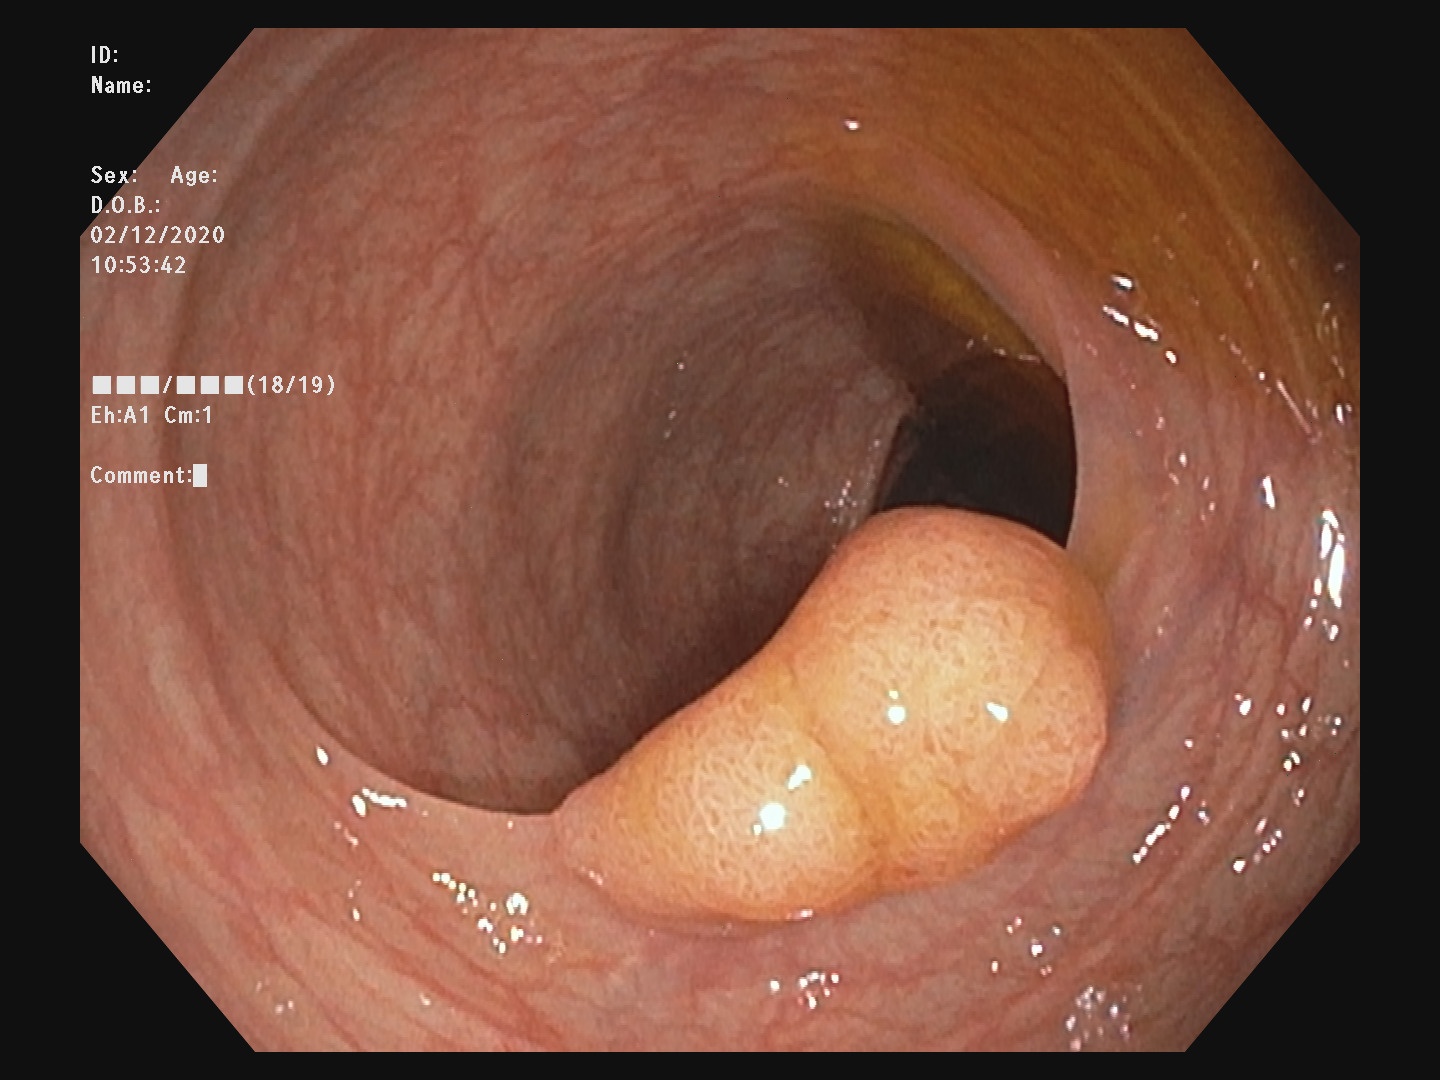 ID:
Name:
Sex: Age:
D.O.B.:
02/12/2020
10:53:42
■■■/■■■(18/19)
Eh:A1 Cm:1
Comment: